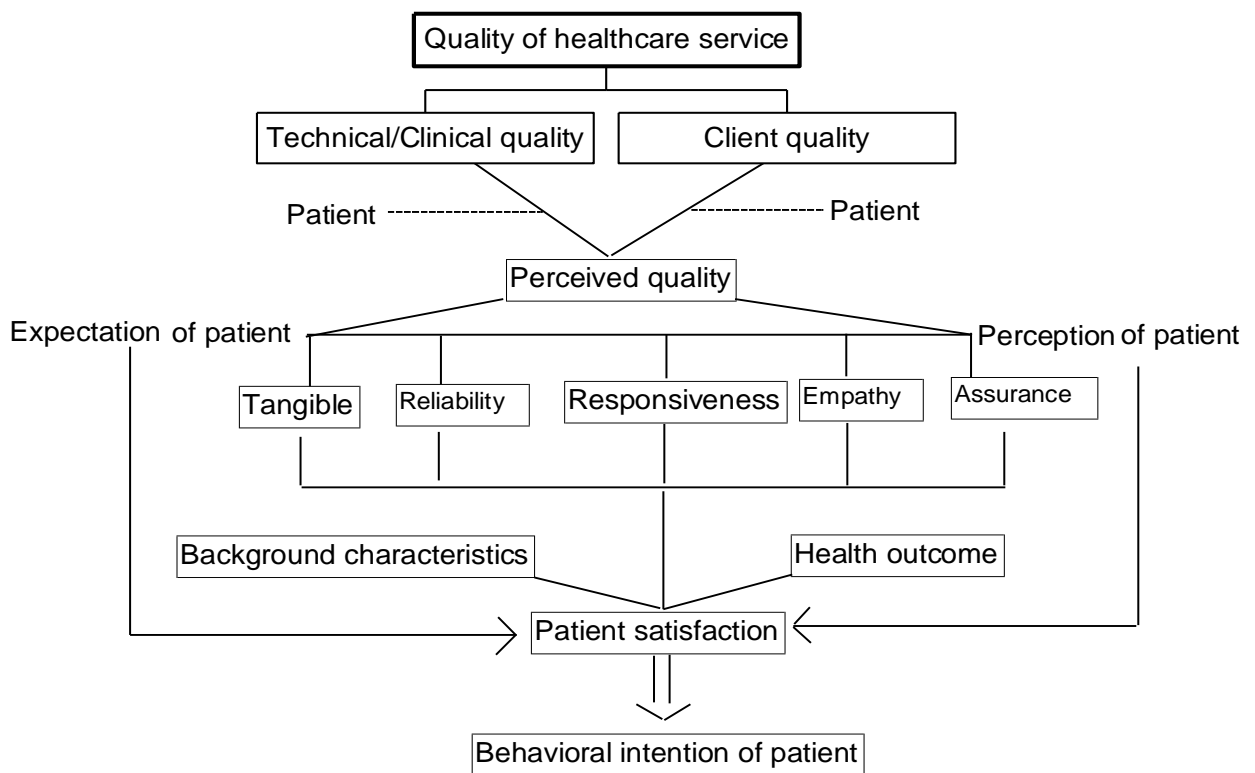 Quality of healthcare service
Technical/Clinical quality
Client quality
Patient
Patient
Perceived quality
Expectation of patient
Perception of patient
Tangible
Reliability
Responsiveness
Empathy
Assurance
Background characteristics
Health outcome
Patient satisfaction
Behavioral intention of patient